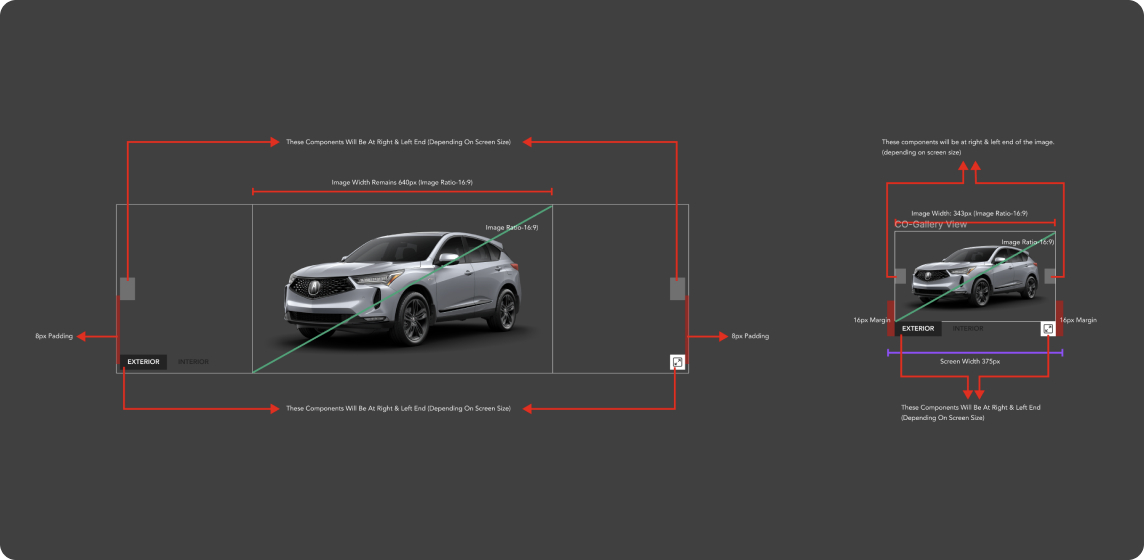 These Components Will Be At Right & Left End (Depending On Screen Size)
Image Width Remains 640px (Image Ratio-16:9)
Image Ratio-16:9)
8px Padding
8px Padding
EXTERIOR
INTERIOR
These Components Will Be At Right & Left End (Depending On Screen Size)
These components will be at right & left end of the image.
(depending on screen size)
Image Width: 343px (Image Ratio-16:9)
CO-Gallery View
Image Ratio-16:9)
16px Margin
16px Margin
EXTERIOR
INTERIOR
Screen Width 375px
These Components Will Be At Right & Left End
(Depending On Screen Size)